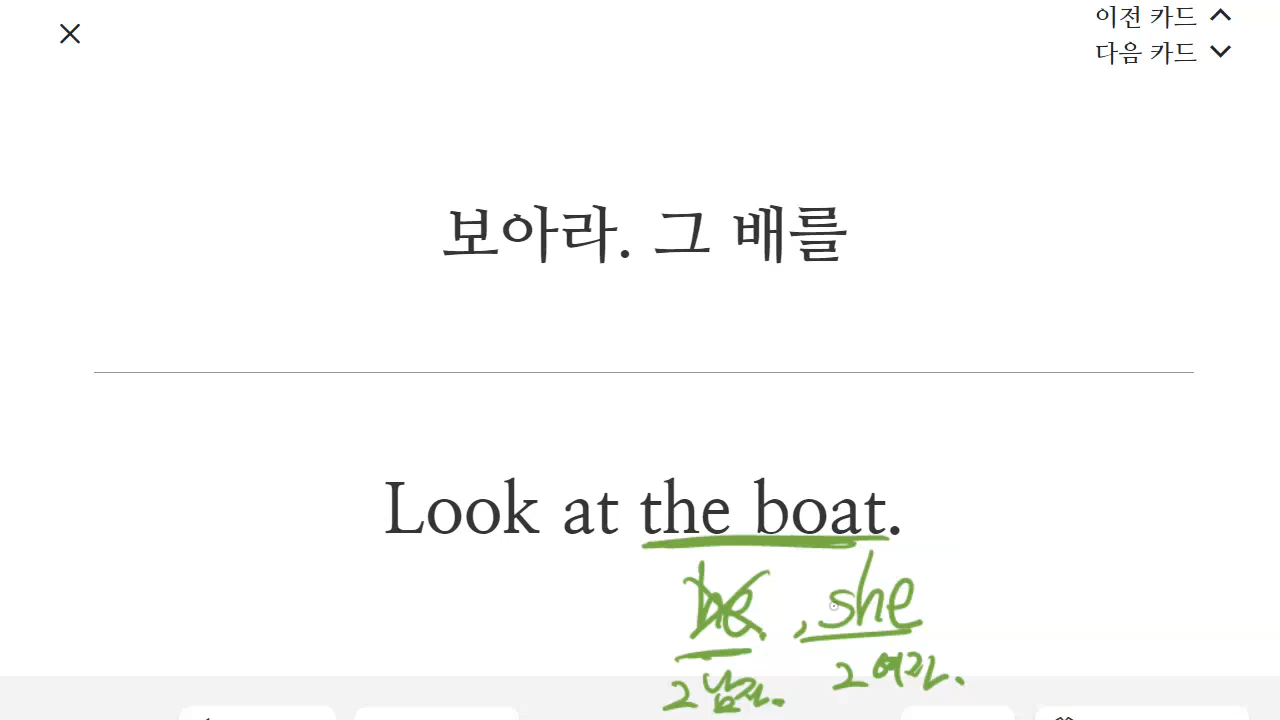 이전 카드
다음 카드
보아라. 그 배를
Look at the boat.
he , she
그 남자. 그 여자.